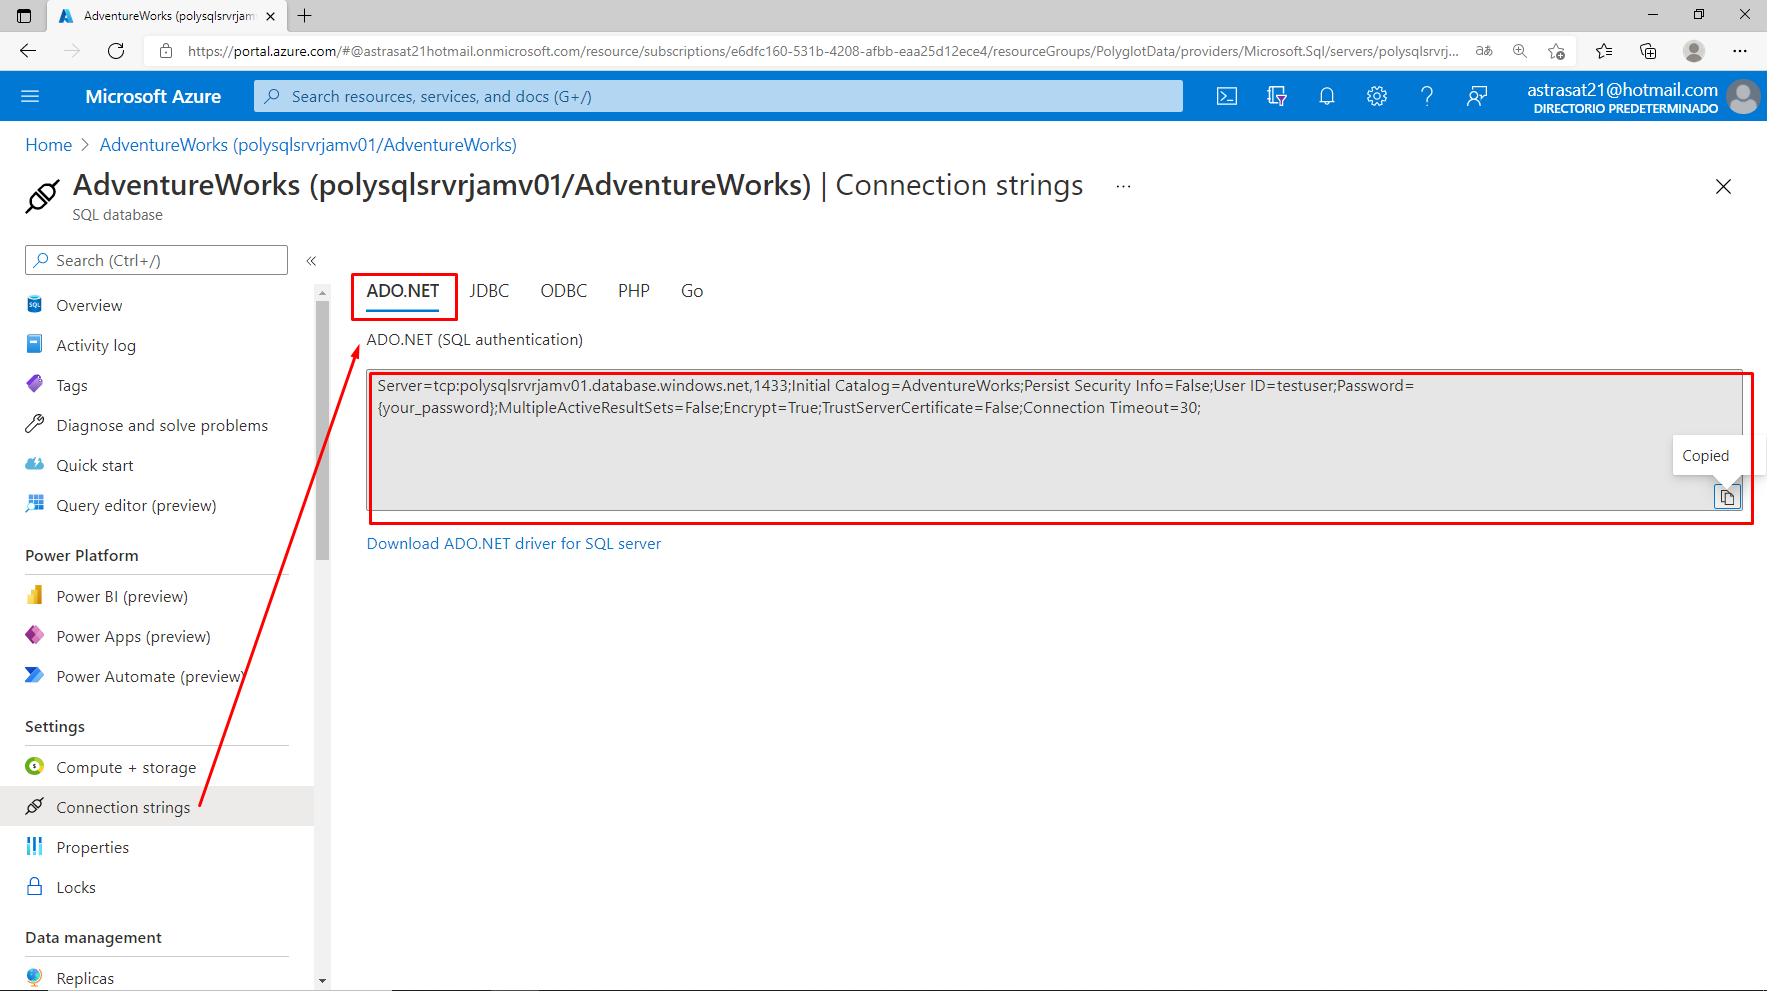 AdventureWorks (polysqlsrvrjam
https://portal.azure.com/#@astrasat21hotmail.onmicrosoft.com/resource/subscriptions/e6dfc160-531b-4208-afbb-eaa25d12ece4/resourceGroups/PolyglotData/providers/Microsoft.Sql/servers/polysqlsrvrj...
Microsoft Azure
Search resources, services, and docs (G+/)
astrasat21@hotmail.com
DIRECTORIO PREDETERMINADO
Home > AdventureWorks (polysqlsrvrjamv01/AdventureWorks)
AdventureWorks (polysqlsrvrjamv01/AdventureWorks) | Connection strings ...
SQL database
Search (Ctrl+/)
«
Overview
Activity log
Tags
Diagnose and solve problems
Quick start
Query editor (preview)
Power Platform
Power BI (preview)
Power Apps (preview)
Power Automate (preview)
Settings
Compute + storage
Connection strings
Properties
Locks
Data management
Replicas
ADO.NET JDBC ODBC PHP Go
ADO.NET (SQL authentication)
Server=tcp:polysqlsrvrjamv01.database.windows.net,1433;Initial Catalog=AdventureWorks;Persist Security Info=False;User ID=testuser;Password=
{your_password};MultipleActiveResultSets=False;Encrypt=True;TrustServerCertificate=False;Connection Timeout=30;
Copied
Download ADO.NET driver for SQL server